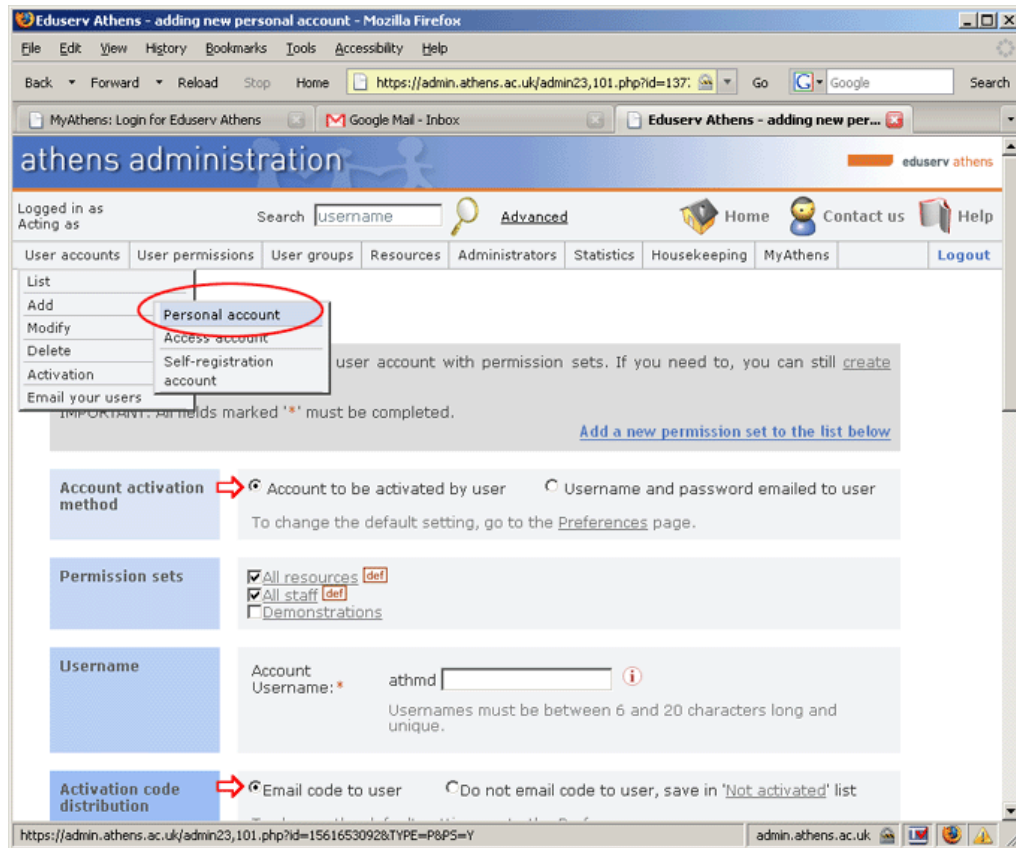 Eduserv Athens - adding new personal account - Mozilla Firefox
File Edit View History Bookmarks Tools Accessibility Help
Back Forward Reload Stop Home https://admin.athens.ac.uk/admin23,101.php?id=137 Go G Google Search
MyAthens: Login for Eduserv Athens Google Mail - Inbox Eduserv Athens - adding new per...
athens administration eduserv athens
Logged in as
Acting as
Search username Advanced Home Contact us Help
User accounts User permissions User groups Resources Administrators Statistics Housekeeping MyAthens Logout
List
Add
Modify
Delete
Activation
Email your users
Personal account
Access account
Self-registration
account
user account with permission sets. If you need to, you can still create
IMPORTANT: All fields marked '*' must be completed.
Add a new permission set to the list below
Account activation
method
Account to be activated by user Username and password emailed to user
To change the default setting, go to the Preferences page.
Permission sets
All resources def
All staff def
Demonstrations
Username
Account
Username:*
athmd i
Usernames must be between 6 and 20 characters long and
unique.
Activation code
distribution
Email code to user Do not email code to user, save in 'Not activated' list
https://admin.athens.ac.uk/admin23,101.php?id=1561653092&TYPE=P&PS=Y admin.athens.ac.uk